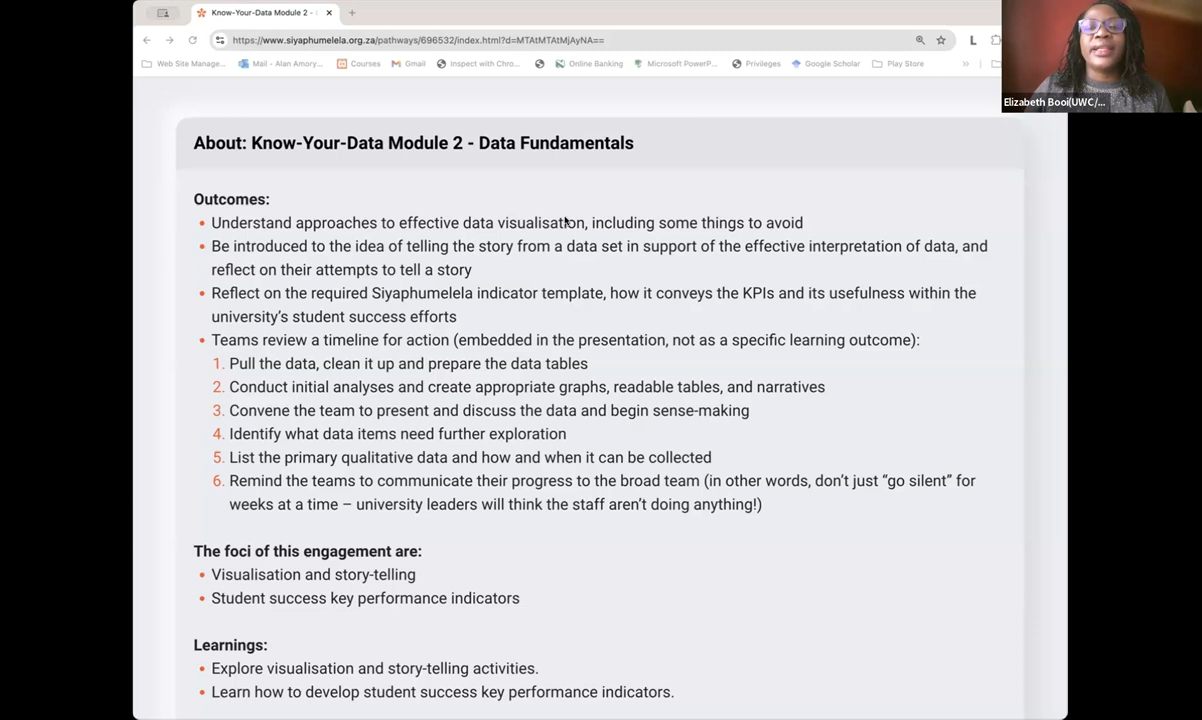 Know-Your-Data Module 2 -
https://www.siyaphumelela.org.za/pathways/696532/index.html?d=MTAtMTAtMjAyNA==
L
Web Site Manage...
Mail - Alan Amory...
Courses
Gmail
Inspect with Chro...
Online Banking
Microsoft PowerP...
Privileges
Google Scholar
Play Store
»
Elizabeth Booi(UWC/...
About: Know-Your-Data Module 2 - Data Fundamentals
Outcomes:
• Understand approaches to effective data visualisation, including some things to avoid
• Be introduced to the idea of telling the story from a data set in support of the effective interpretation of data, and
reflect on their attempts to tell a story
• Reflect on the required Siyaphumelela indicator template, how it conveys the KPIs and its usefulness within the
university's student success efforts
• Teams review a timeline for action (embedded in the presentation, not as a specific learning outcome):
1. Pull the data, clean it up and prepare the data tables
2. Conduct initial analyses and create appropriate graphs, readable tables, and narratives
3. Convene the team to present and discuss the data and begin sense-making
4. Identify what data items need further exploration
5. List the primary qualitative data and how and when it can be collected
6. Remind the teams to communicate their progress to the broad team (in other words, don't just “go silent” for
weeks at a time – university leaders will think the staff aren't doing anything!)
The foci of this engagement are:
• Visualisation and story-telling
• Student success key performance indicators
Learnings:
• Explore visualisation and story-telling activities.
• Learn how to develop student success key performance indicators.